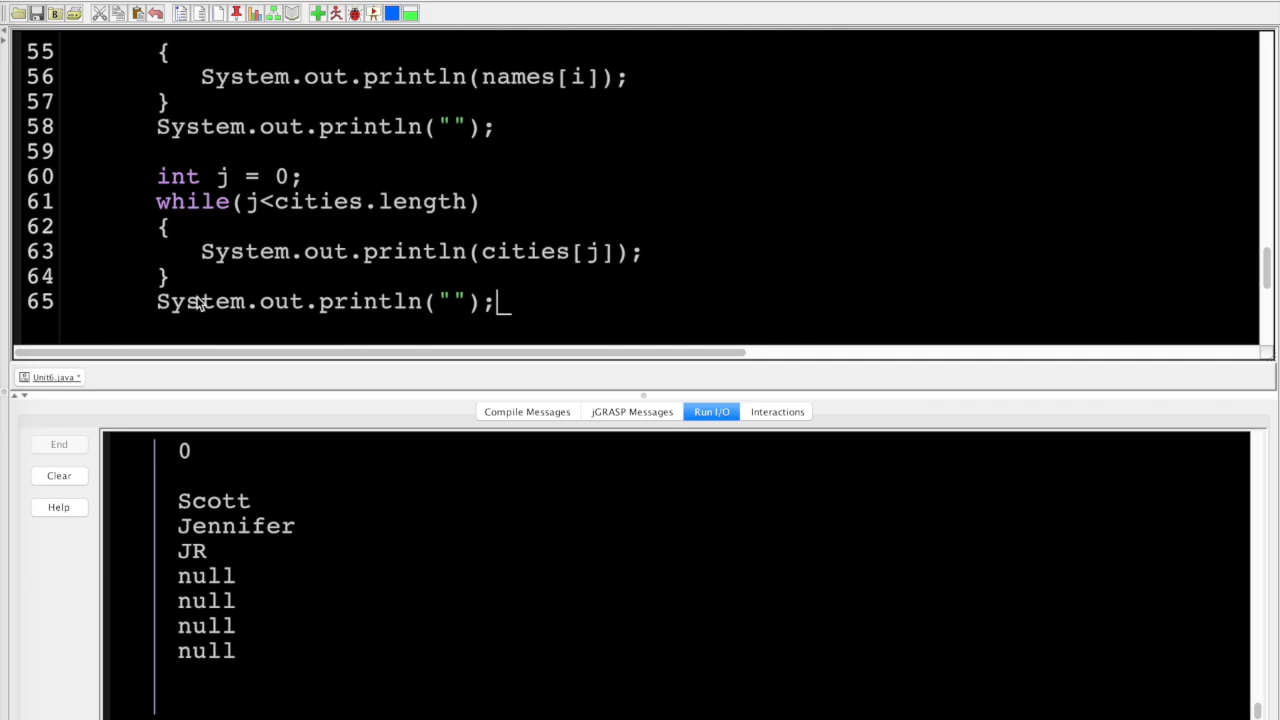 55 {
56 System.out.println(names[i]);
57 }
58 System.out.println("");
59
60 int j = 0;
61 while(j<cities.length)
62 {
63 System.out.println(cities[j]);
64 }
65 System.out.println("");
Unit6.java *
Compile Messages jGRASP Messages Run I/O Interactions
End
Clear
Help
0
Scott
Jennifer
JR
null
null
null
null